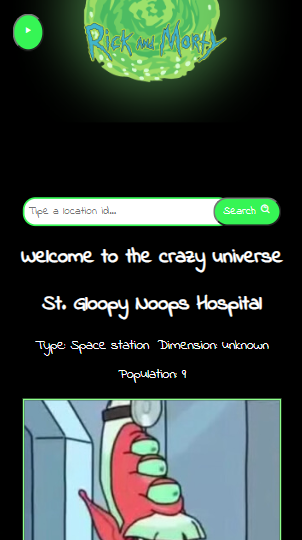 Rick and Morty
Tipe a location id...
Search
Welcome to the crazy universe
St. Gloopy Noops Hospital
Type: Space station Dimension: unknown
Population: 9